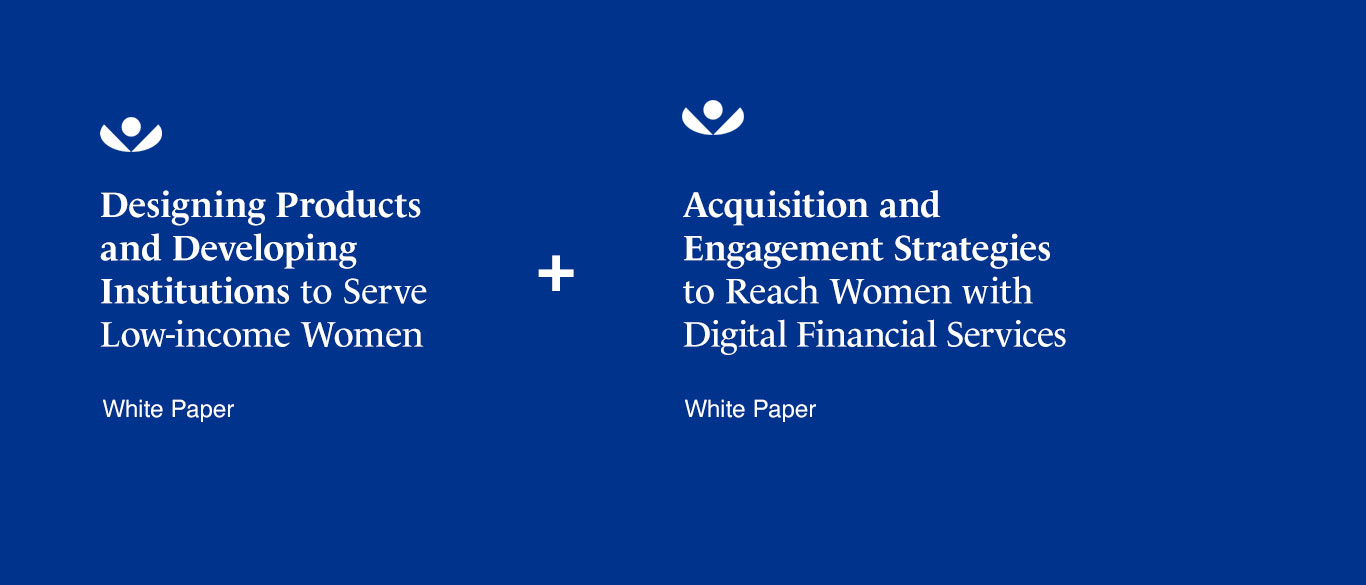 Designing Products
and Developing
Institutions to Serve
Low-income Women
White Paper
+
Acquisition and
Engagement Strategies
to Reach Women with
Digital Financial Services
White Paper